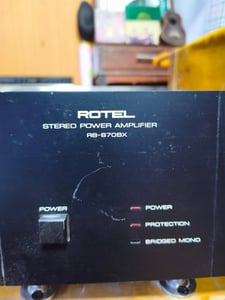 ROTEL
STEREO POWER AMPLIFIER
RB-870BX
POWER
POWER
PROTECTION
BRIDGED MONO